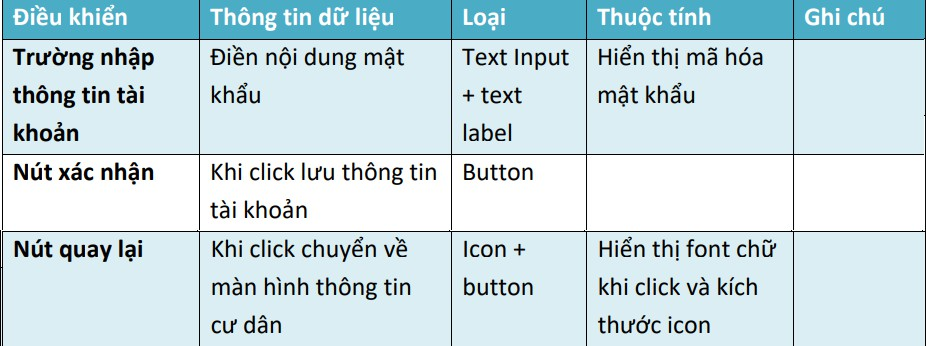 Điều khiển Thông tin dữ liệu Loại Thuộc tính Ghi chú
Trường nhập thông tin tài khoản
Điền nội dung mật khẩu
Text Input + text label
Hiển thị mã hóa mật khẩu
Nút xác nhận
Khi click lưu thông tin tài khoản
Button
Nút quay lại
Khi click chuyển về màn hình thông tin cư dân
Icon + button
Hiển thị font chữ khi click và kích thước icon